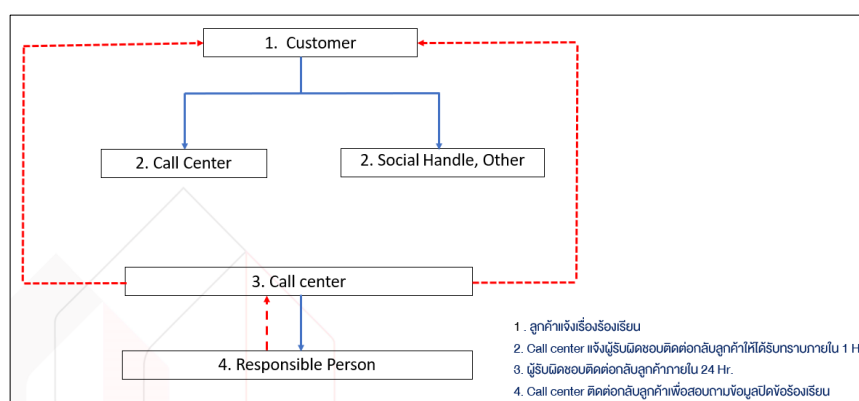 1. Customer
2. Call Center
2. Social Handle, Other
3. Call center
4. Responsible Person
1 . ลูกค้าแจ้งเรื่องร้องเรียน
2. Call center แจ้งผู้รับผิดชอบติดต่อกลับลูกค้าให้ได้รับทราบภายใน 1 H
3. ผู้รับผิดชอบติดต่อกลับลูกค้าภายใน 24 Hr.
4. Call center ติดต่อกลับลูกค้าเพื่อสอบถามข้อมูลปิดข้อร้องเรียน